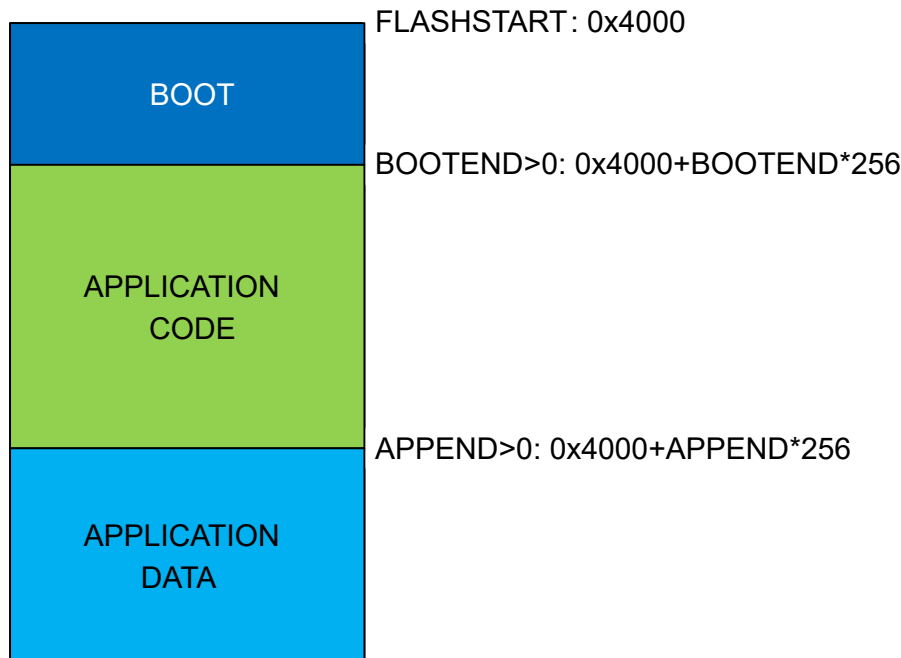 FLASHSTART: 0x4000
BOOT
BOOTEND>0: 0x4000+BOOTEND*256
APPLICATION
CODE
APPEND>0: 0x4000+APPEND*256
APPLICATION
DATA